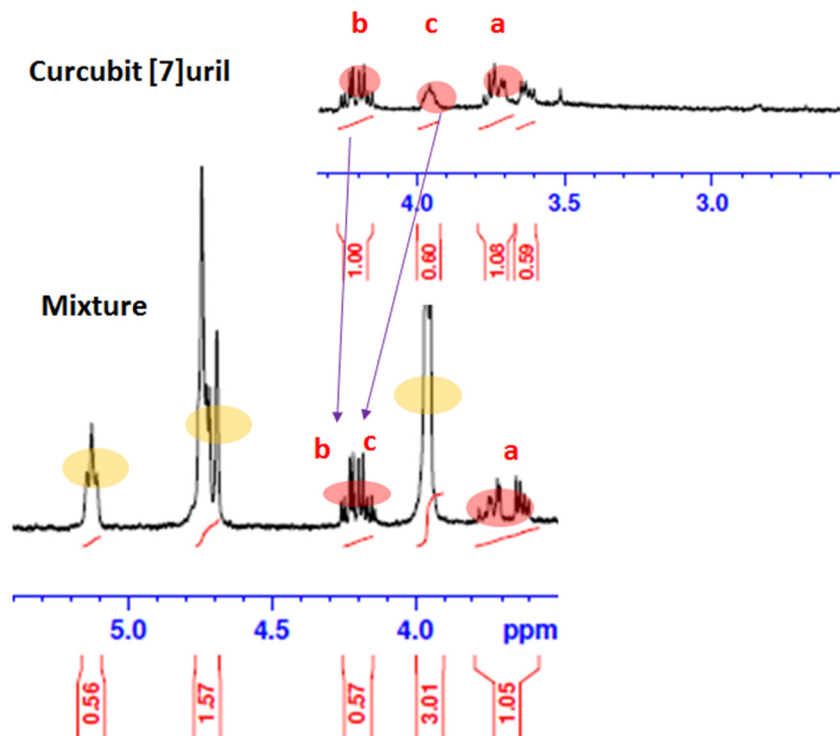 b c a
Curcubit [7]uril
4.0 3.5 3.0
1.00 0.60 1.08 0.59
Mixture
b c a
5.0 4.5 4.0 ppm
0.56 1.57 0.57 3.01 1.05